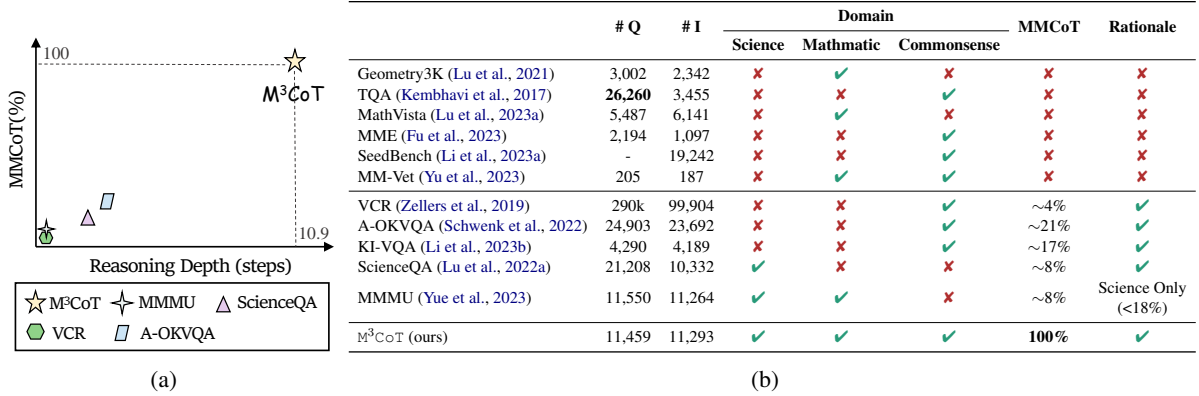 100
M³CoT
MMCoT(%)
10.9
Reasoning Depth (steps)
M³CoT MMMU ScienceQA
VCR A-OKVQA
(a)
# Q # I Domain MMCoT Rationale
Science Mathmatic Commonsense
Geometry3K (Lu et al., 2021) 3,002 2,342 ✘ ✔ ✘ ✘ ✘
TQA (Kembhavi et al., 2017) 26,260 3,455 ✘ ✘ ✔ ✘ ✘
MathVista (Lu et al., 2023a) 5,487 6,141 ✘ ✔ ✘ ✘ ✘
MME (Fu et al., 2023) 2,194 1,097 ✘ ✘ ✔ ✘ ✘
SeedBench (Li et al., 2023a) - 19,242 ✘ ✘ ✔ ✘ ✘
MM-Vet (Yu et al., 2023) 205 187 ✘ ✔ ✔ ✘ ✘
VCR (Zellers et al., 2019) 290k 99,904 ✘ ✘ ✔ ~4% ✔
A-OKVQA (Schwenk et al., 2022) 24,903 23,692 ✘ ✘ ✔ ~21% ✔
KI-VQA (Li et al., 2023b) 4,290 4,189 ✘ ✘ ✔ ~17% ✔
ScienceQA (Lu et al., 2022a) 21,208 10,332 ✔ ✘ ✘ ~8% ✔
MMMU (Yue et al., 2023) 11,550 11,264 ✔ ✔ ✘ ~8% Science Only
(<18%)
M³CoT (ours) 11,459 11,293 ✔ ✔ ✔ 100% ✔
(b)